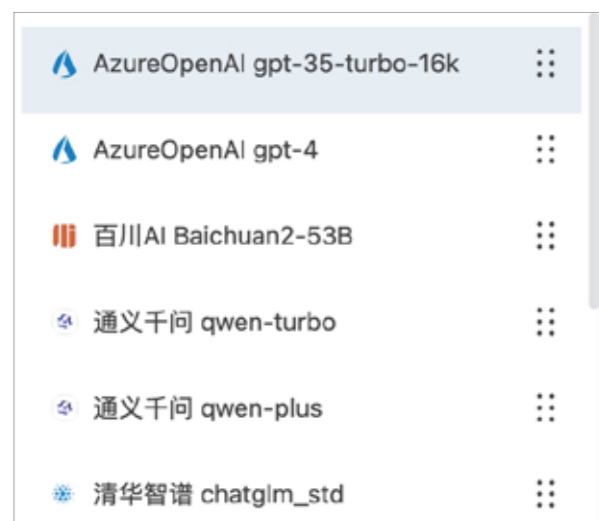 AzureOpenAI gpt-35-turbo-16k
AzureOpenAI gpt-4
百川AI Baichuan2-53B
通义千问 qwen-turbo
通义千问 qwen-plus
清华智谱 chatglm_std